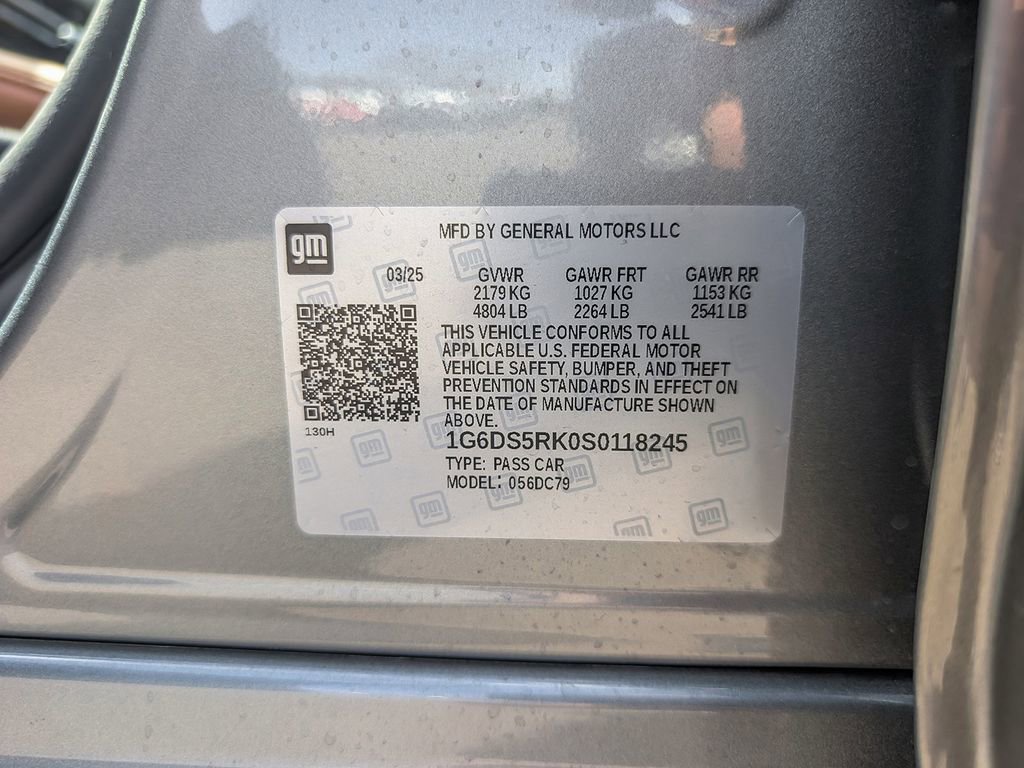 gm
MFD BY GENERAL MOTORS LLC
03/25 GVWR GAWR FRT GAWR RR
2179 KG 1027 KG 1153 KG
4804 LB 2264 LB 2541 LB
THIS VEHICLE CONFORMS TO ALL
APPLICABLE U.S. FEDERAL MOTOR
VEHICLE SAFETY, BUMPER, AND THEFT
PREVENTION STANDARDS IN EFFECT ON
THE DATE OF MANUFACTURE SHOWN
ABOVE.
130H
1G6DS5RK0S0118245
TYPE: PASS CAR
MODEL: 056DC79